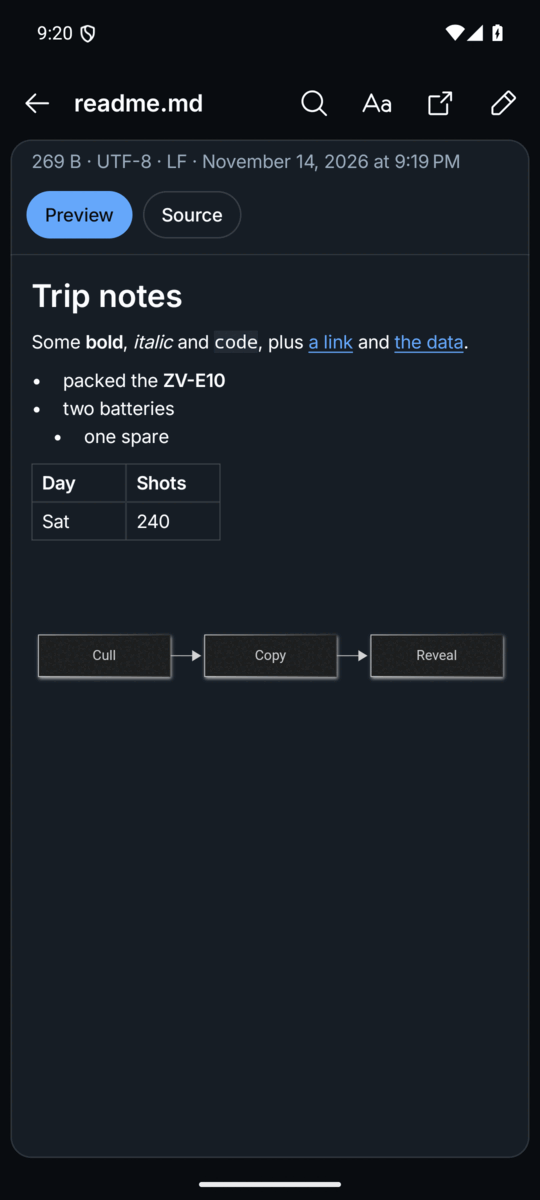 9:20
readme.md
Aa
269 B · UTF-8 · LF · November 14, 2026 at 9:19 PM
Preview
Source
Trip notes
Some bold, italic and code, plus a link and the data.
• packed the ZV-E10
• two batteries
• one spare
Day Shots
Sat 240
Cull Copy Reveal